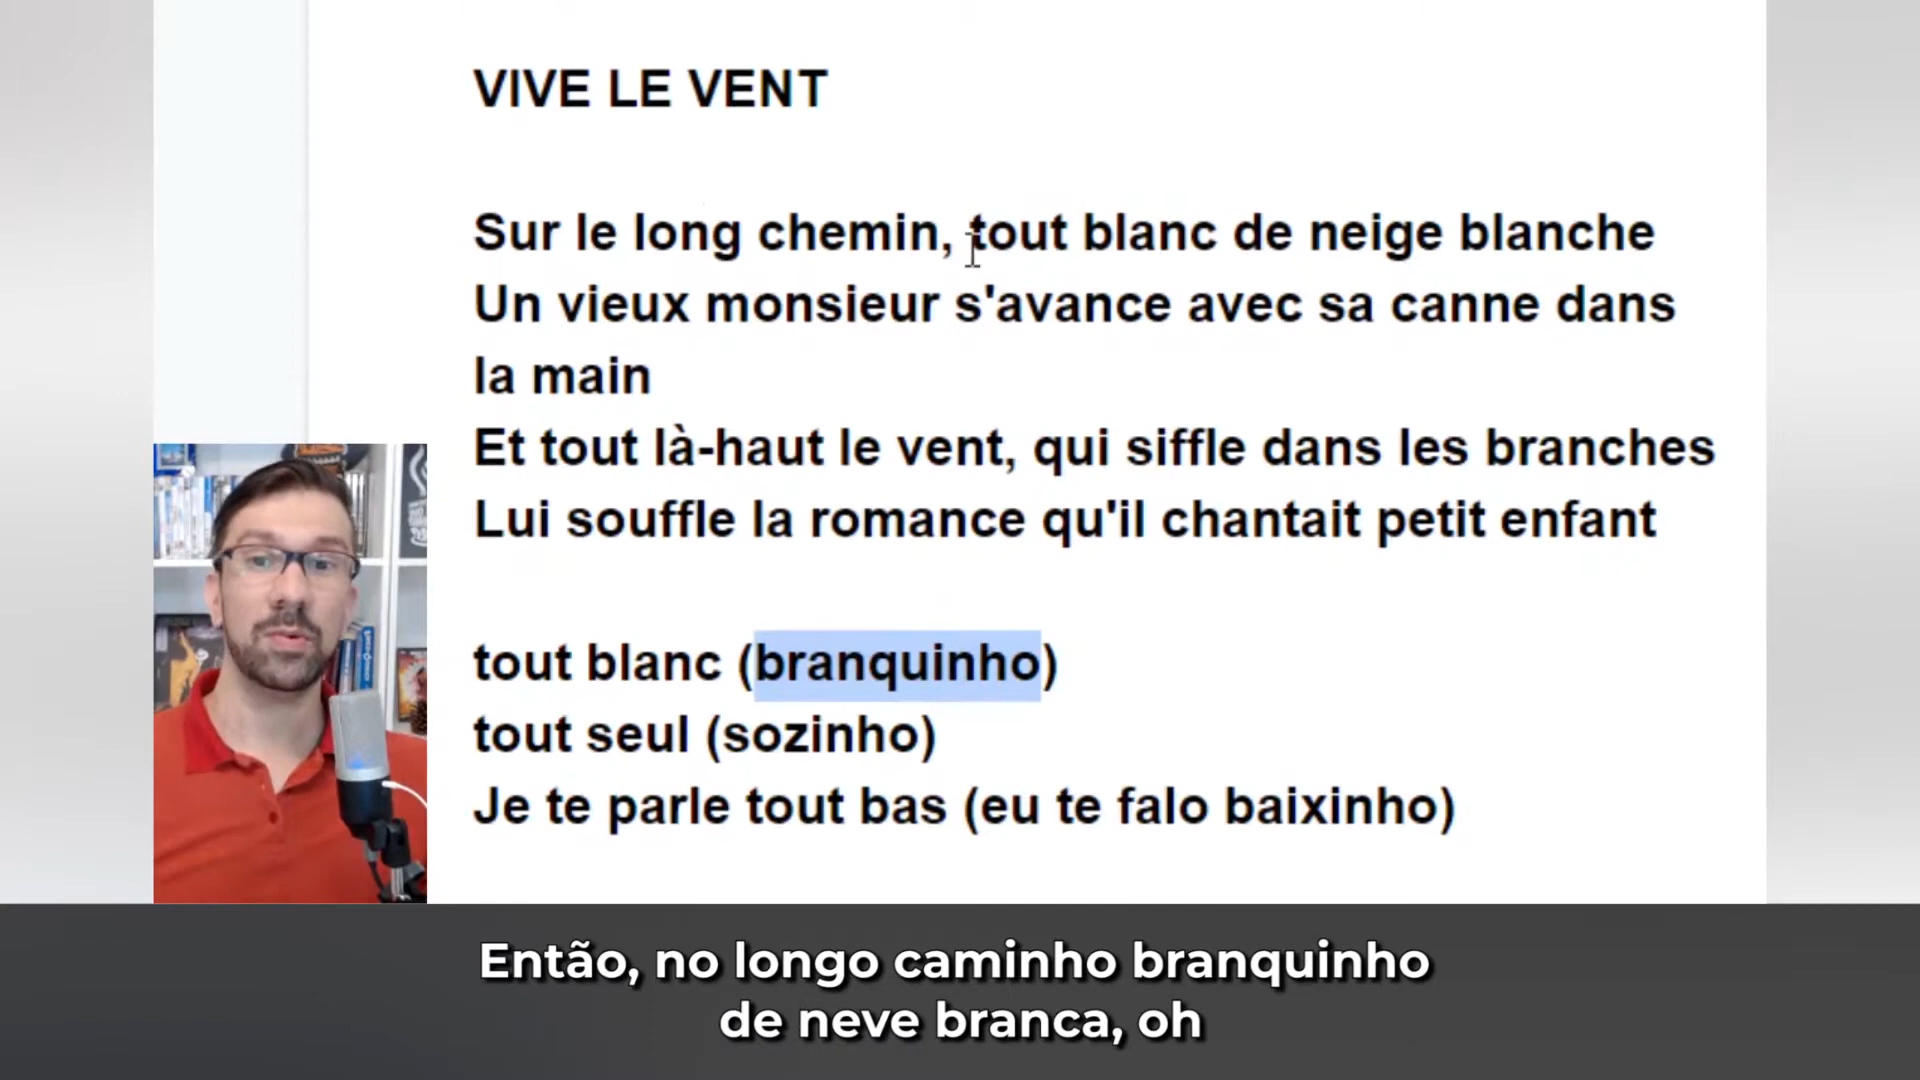 VIVE LE VENT
Sur le long chemin, tout blanc de neige blanche
Un vieux monsieur s'avance avec sa canne dans
la main
Et tout là-haut le vent, qui siffle dans les branches
Lui souffle la romance qu'il chantait petit enfant
tout blanc (branquinho)
tout seul (sozinho)
Je te parle tout bas (eu te falo baixinho)
Então, no longo caminho branquinho
de neve branca, oh